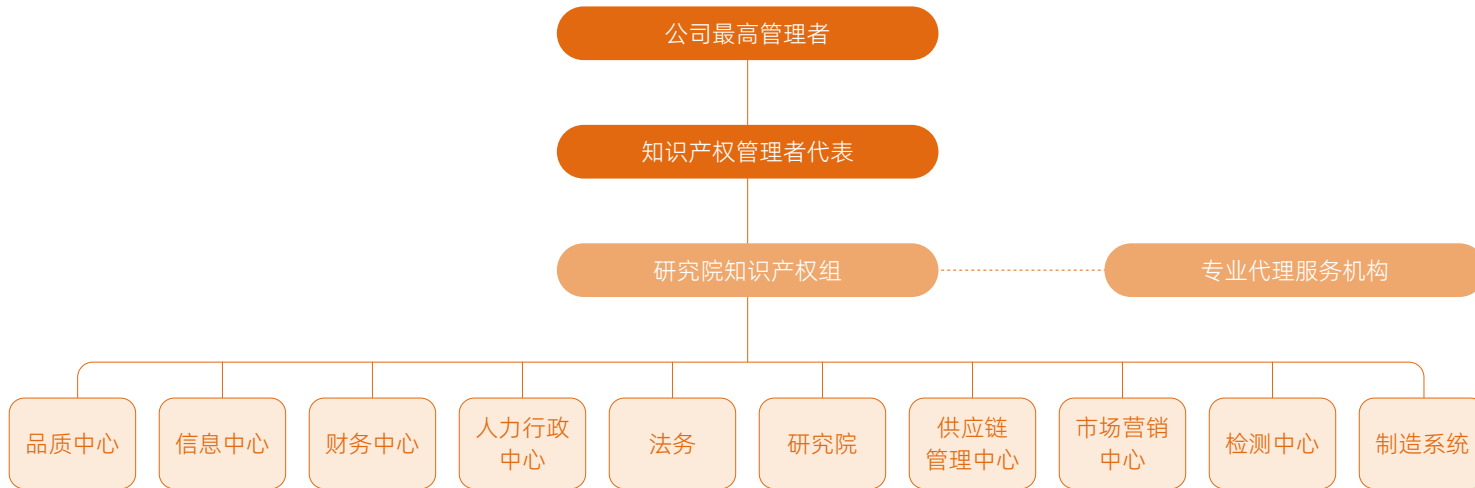 公司最高管理者
知识产权管理者代表
研究院知识产权组
专业代理服务机构
品质中心
信息中心
财务中心
人力行政
中心
法务
研究院
供应链
管理中心
市场营销
中心
检测中心
制造系统